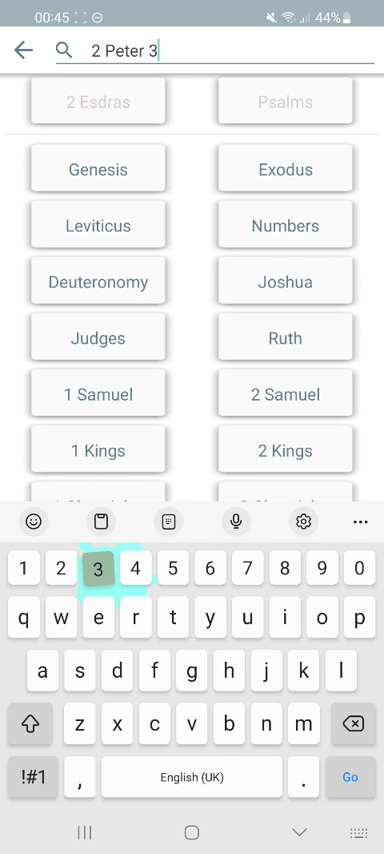 00:45 44%
2 Peter 3
2 Esdras Psalms
Genesis Exodus
Leviticus Numbers
Deuteronomy Joshua
Judges Ruth
1 Samuel 2 Samuel
1 Kings 2 Kings
1 2 3 4 5 6 7 8 9 0
q w e r t y u i o p
a s d f g h j k l
z x c v b n m
!#1 , English (UK) . Go